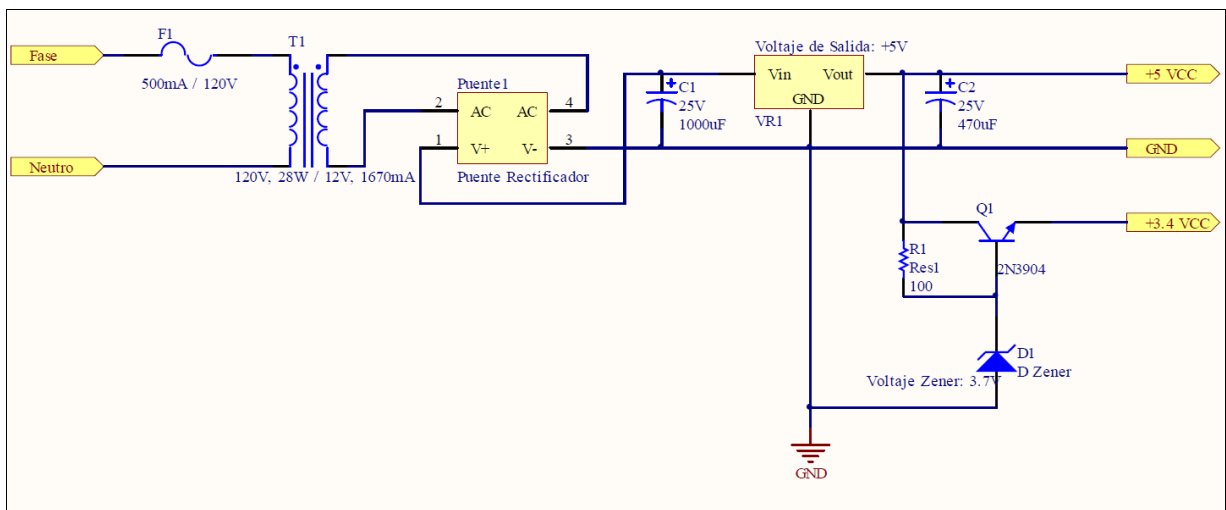 Fase
F1
500mA / 120V
T1
Neutro
120V, 28W / 12V, 1670mA
Puente1
2
AC
AC
4
1
V+
V-
3
Puente Rectificador
C1
25V
1000uF
Voltaje de Salida: +5V
Vin
Vout
GND
VR1
C2
25V
470uF
+5 VCC
GND
+3.4 VCC
Q1
2N3904
R1
Res1
100
D1
D Zener
Voltaje Zener: 3.7V
GND